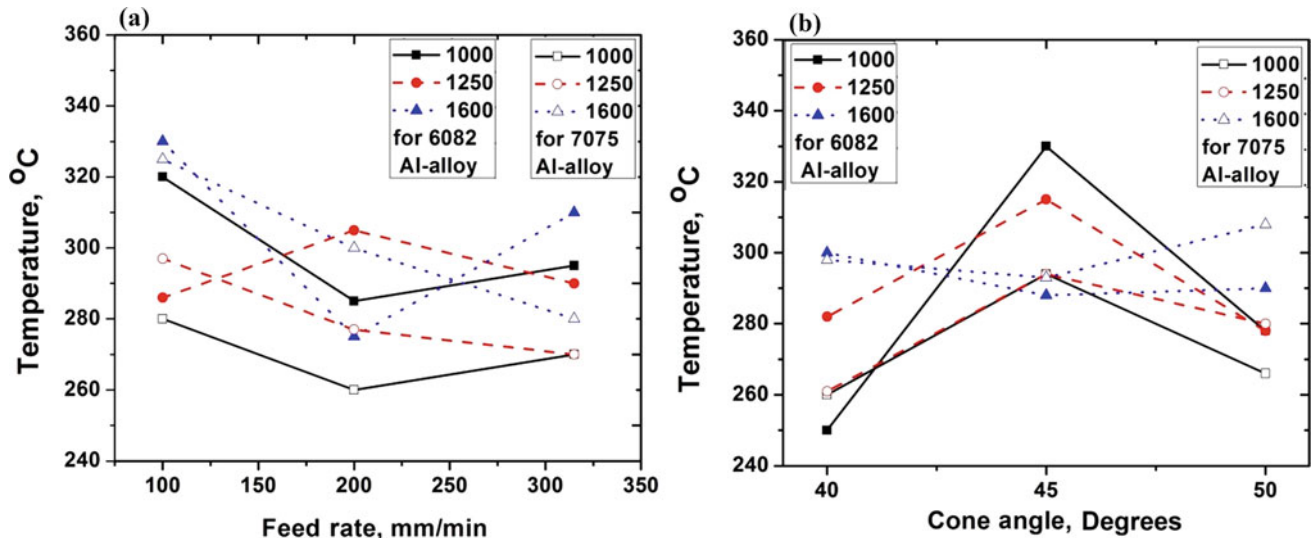 (a)
360
340
320
300
280
260
240
Temperature, °C
100
150
200
250
300
350
Feed rate, mm/min
1000
1250
1600
for 6082
Al-alloy
1000
1250
1600
for 7075
Al-alloy
(b)
360
340
320
300
280
260
240
Temperature, °C
40
45
50
Cone angle, Degrees
1000
1250
1600
for 6082
Al-alloy
1000
1250
1600
for 7075
Al-alloy